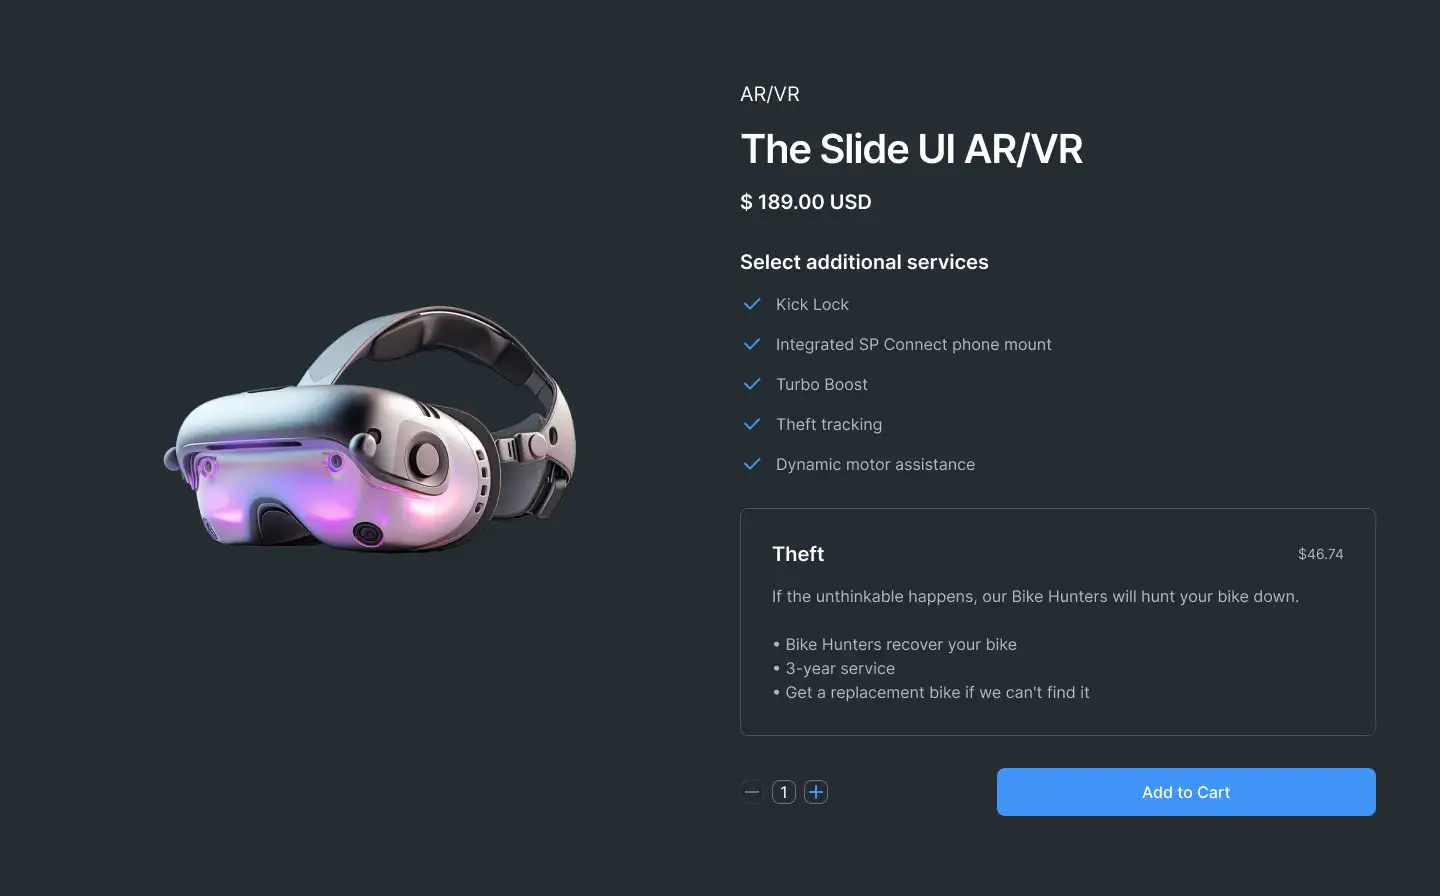 AR/VR
The Slide UI AR/VR
$ 189.00 USD
Select additional services
Kick Lock
Integrated SP Connect phone mount
Turbo Boost
Theft tracking
Dynamic motor assistance
Theft
$46.74
If the unthinkable happens, our Bike Hunters will hunt your bike down.
• Bike Hunters recover your bike
• 3-year service
• Get a replacement bike if we can't find it
1
Add to Cart